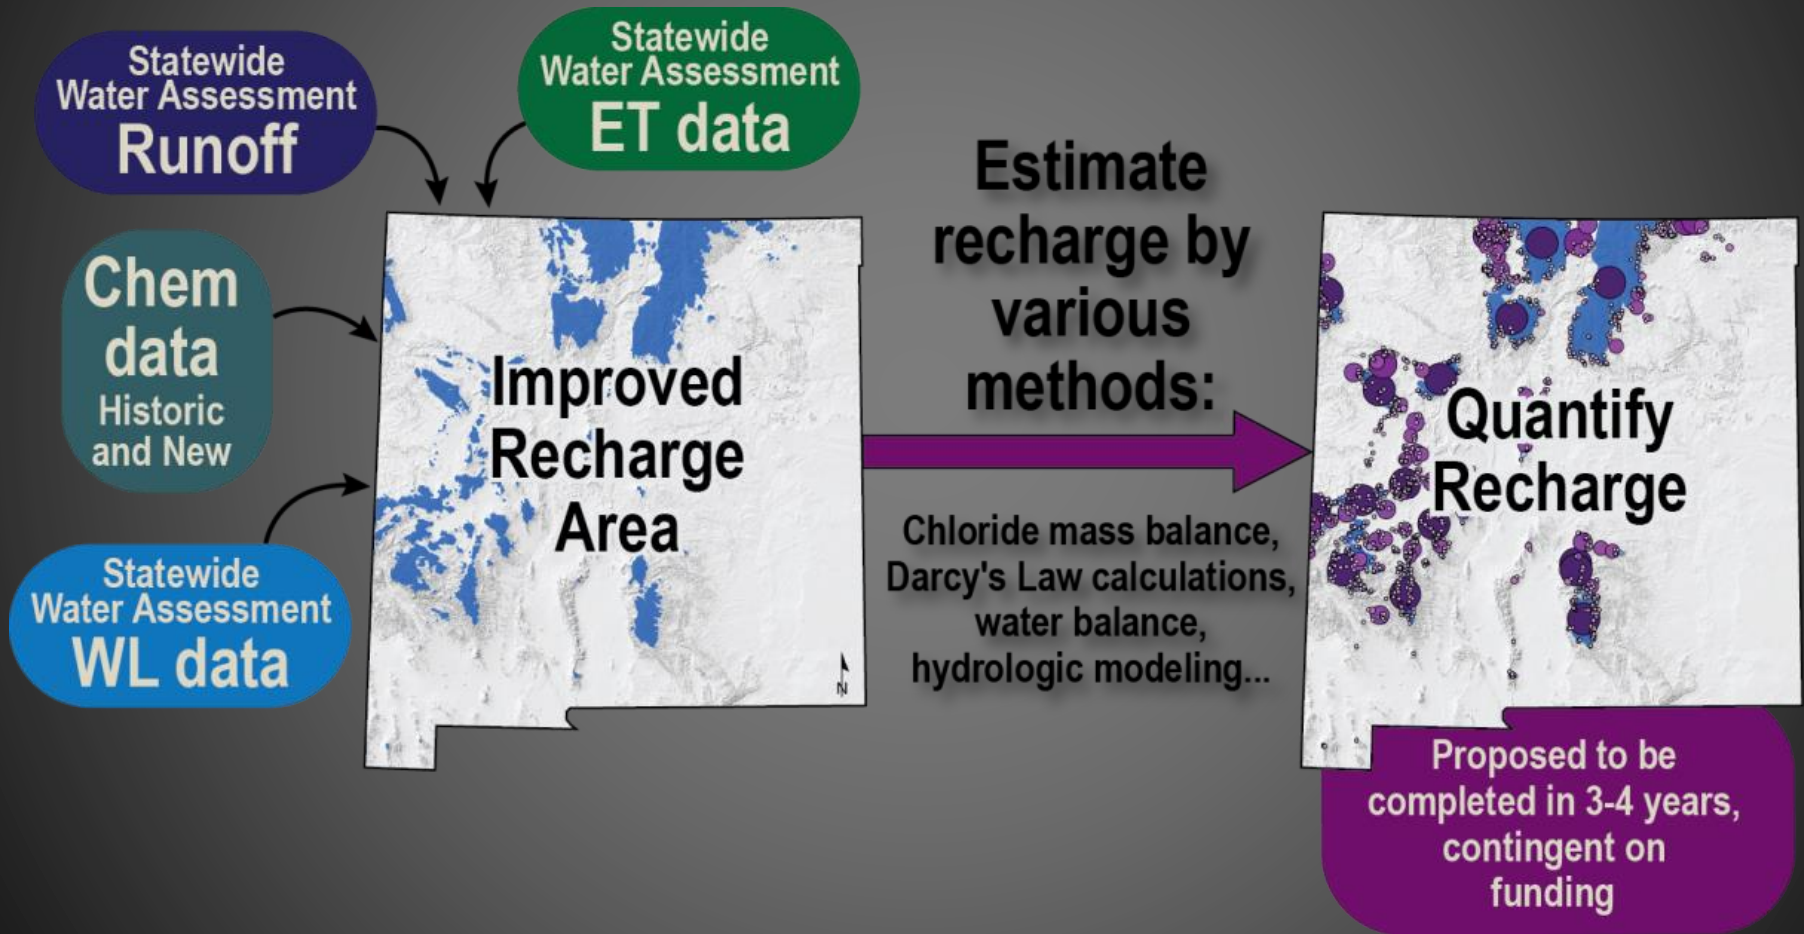 Statewide
Water Assessment
Runoff
Statewide
Water Assessment
ET data
Chem
data
Historic
and New
Statewide
Water Assessment
WL data
Improved
Recharge
Area
N
Estimate
recharge by
various
methods:
Chloride mass balance,
Darcy's Law calculations,
water balance,
hydrologic modeling...
Quantify
Recharge
Proposed to be
completed in 3-4 years,
contingent on
funding